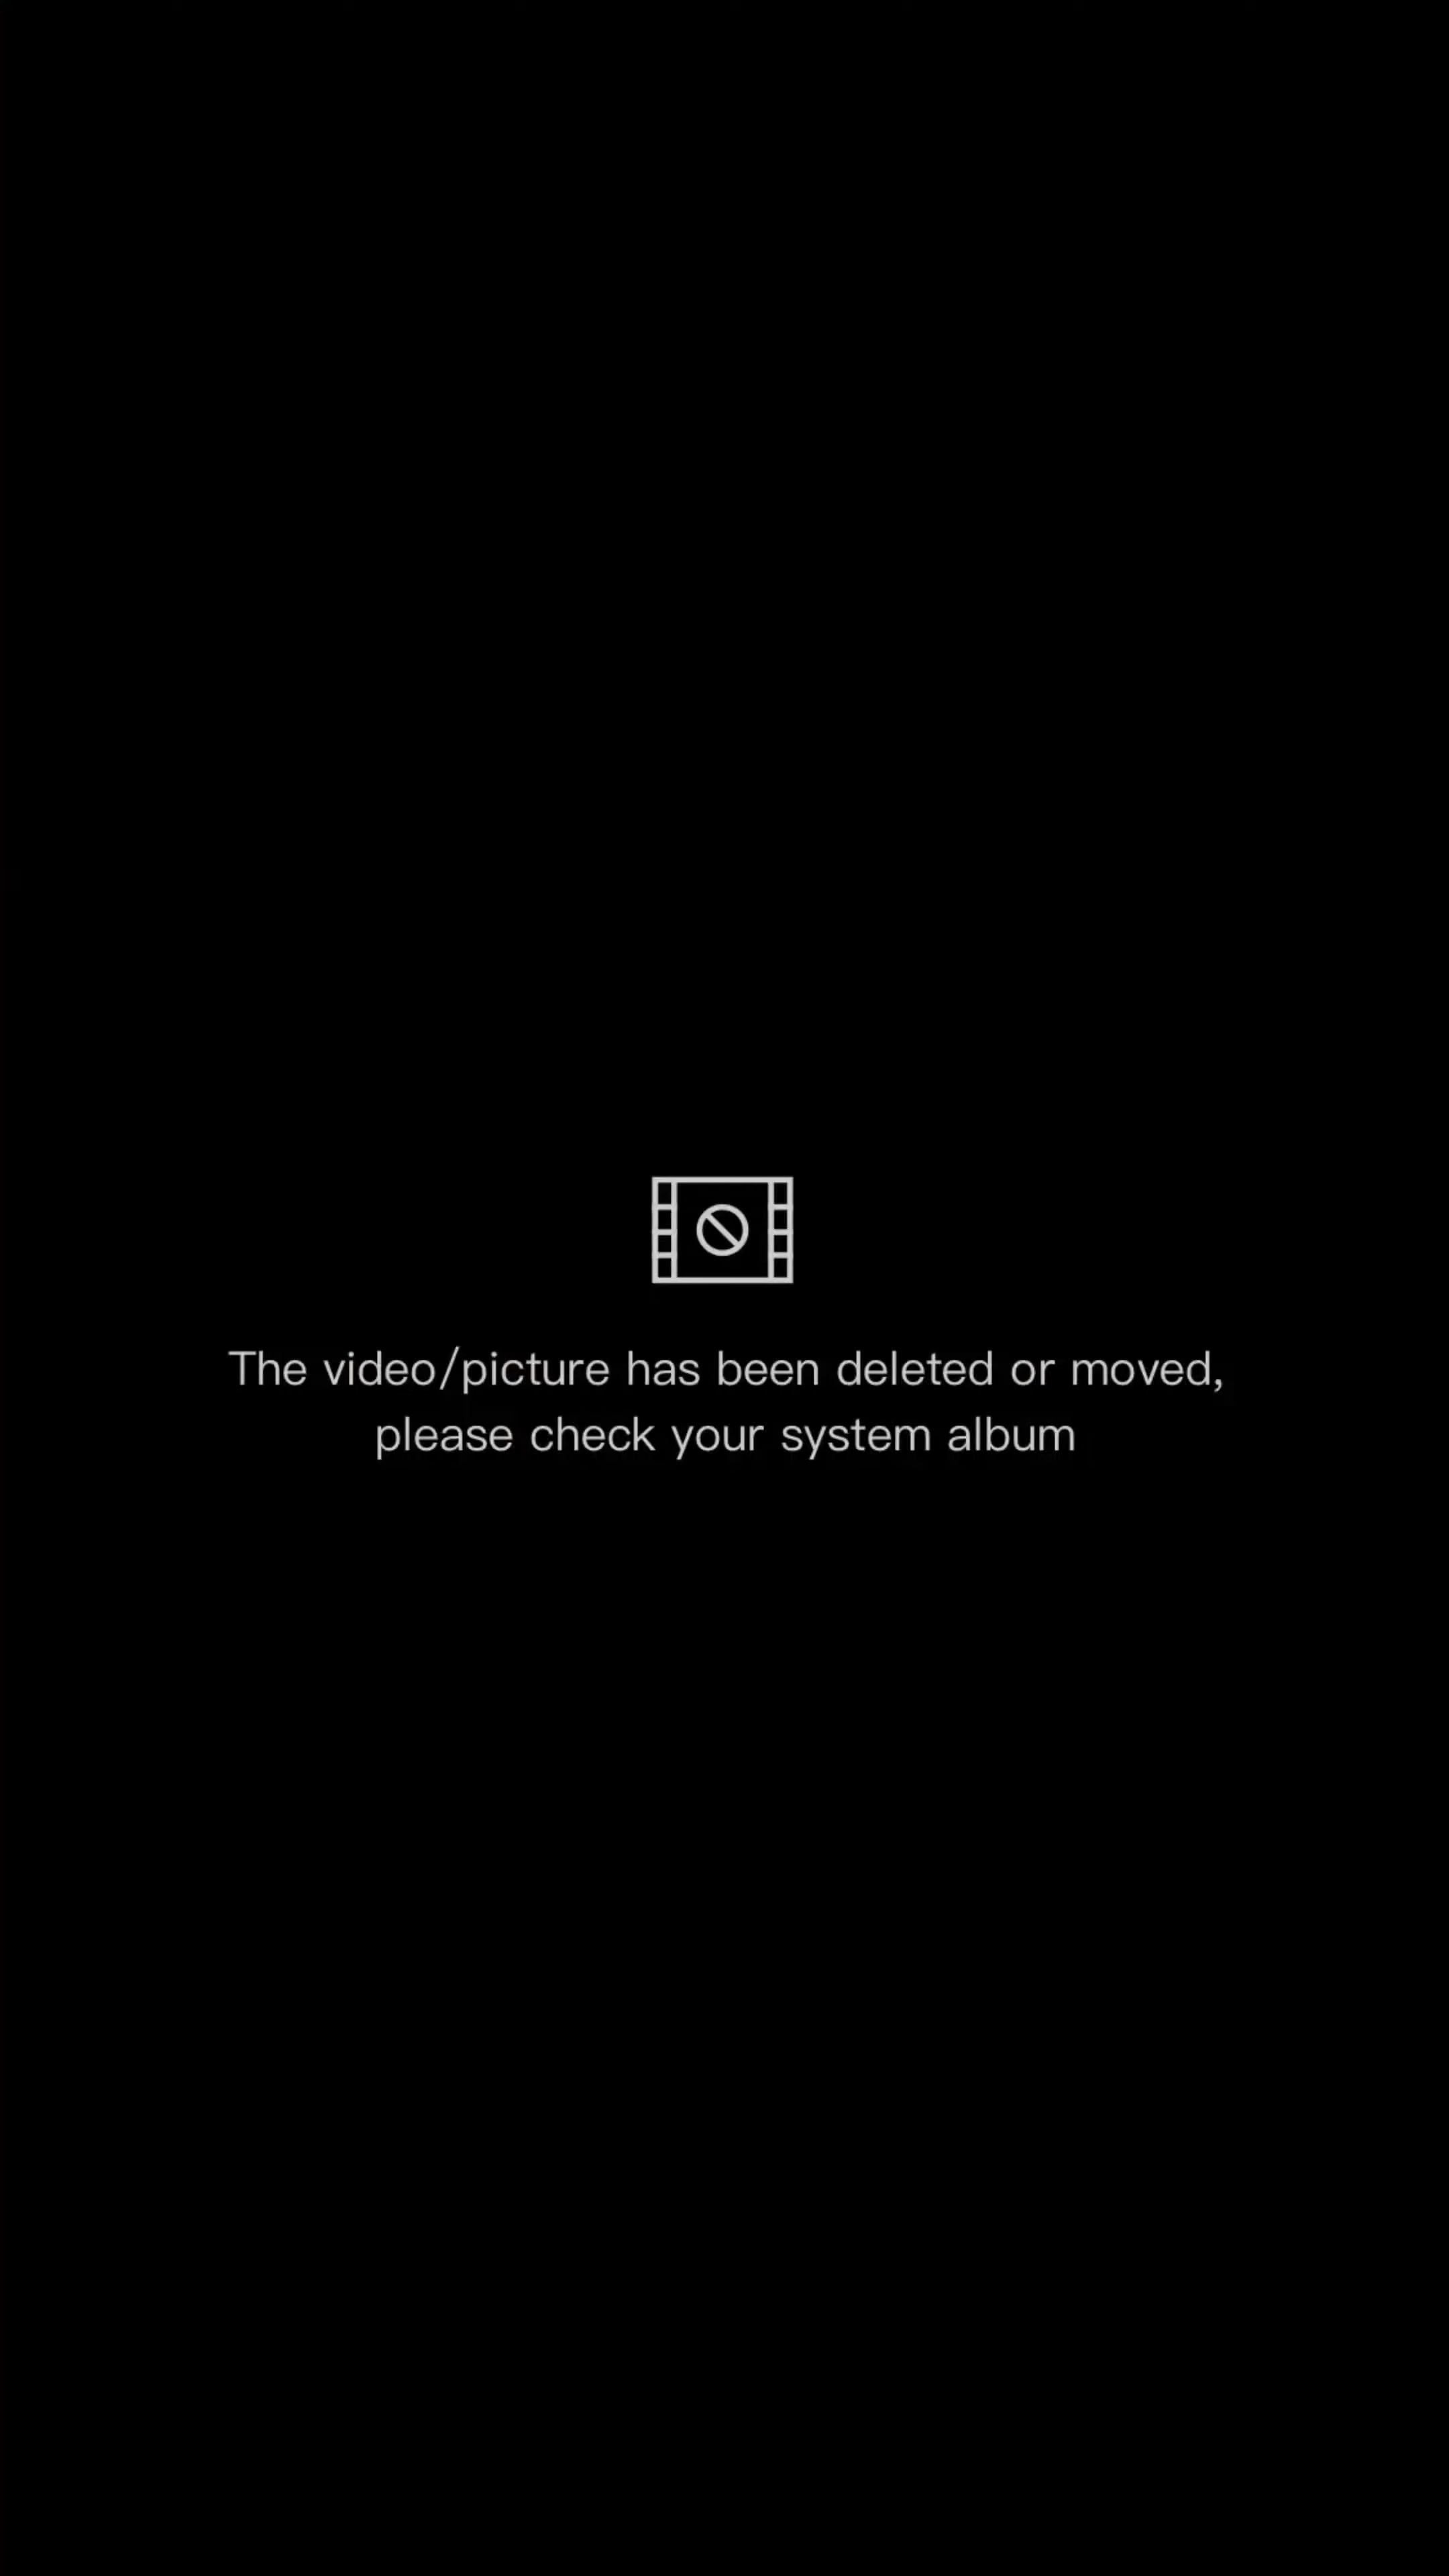 The video/picture has been deleted or moved,
please check your system album